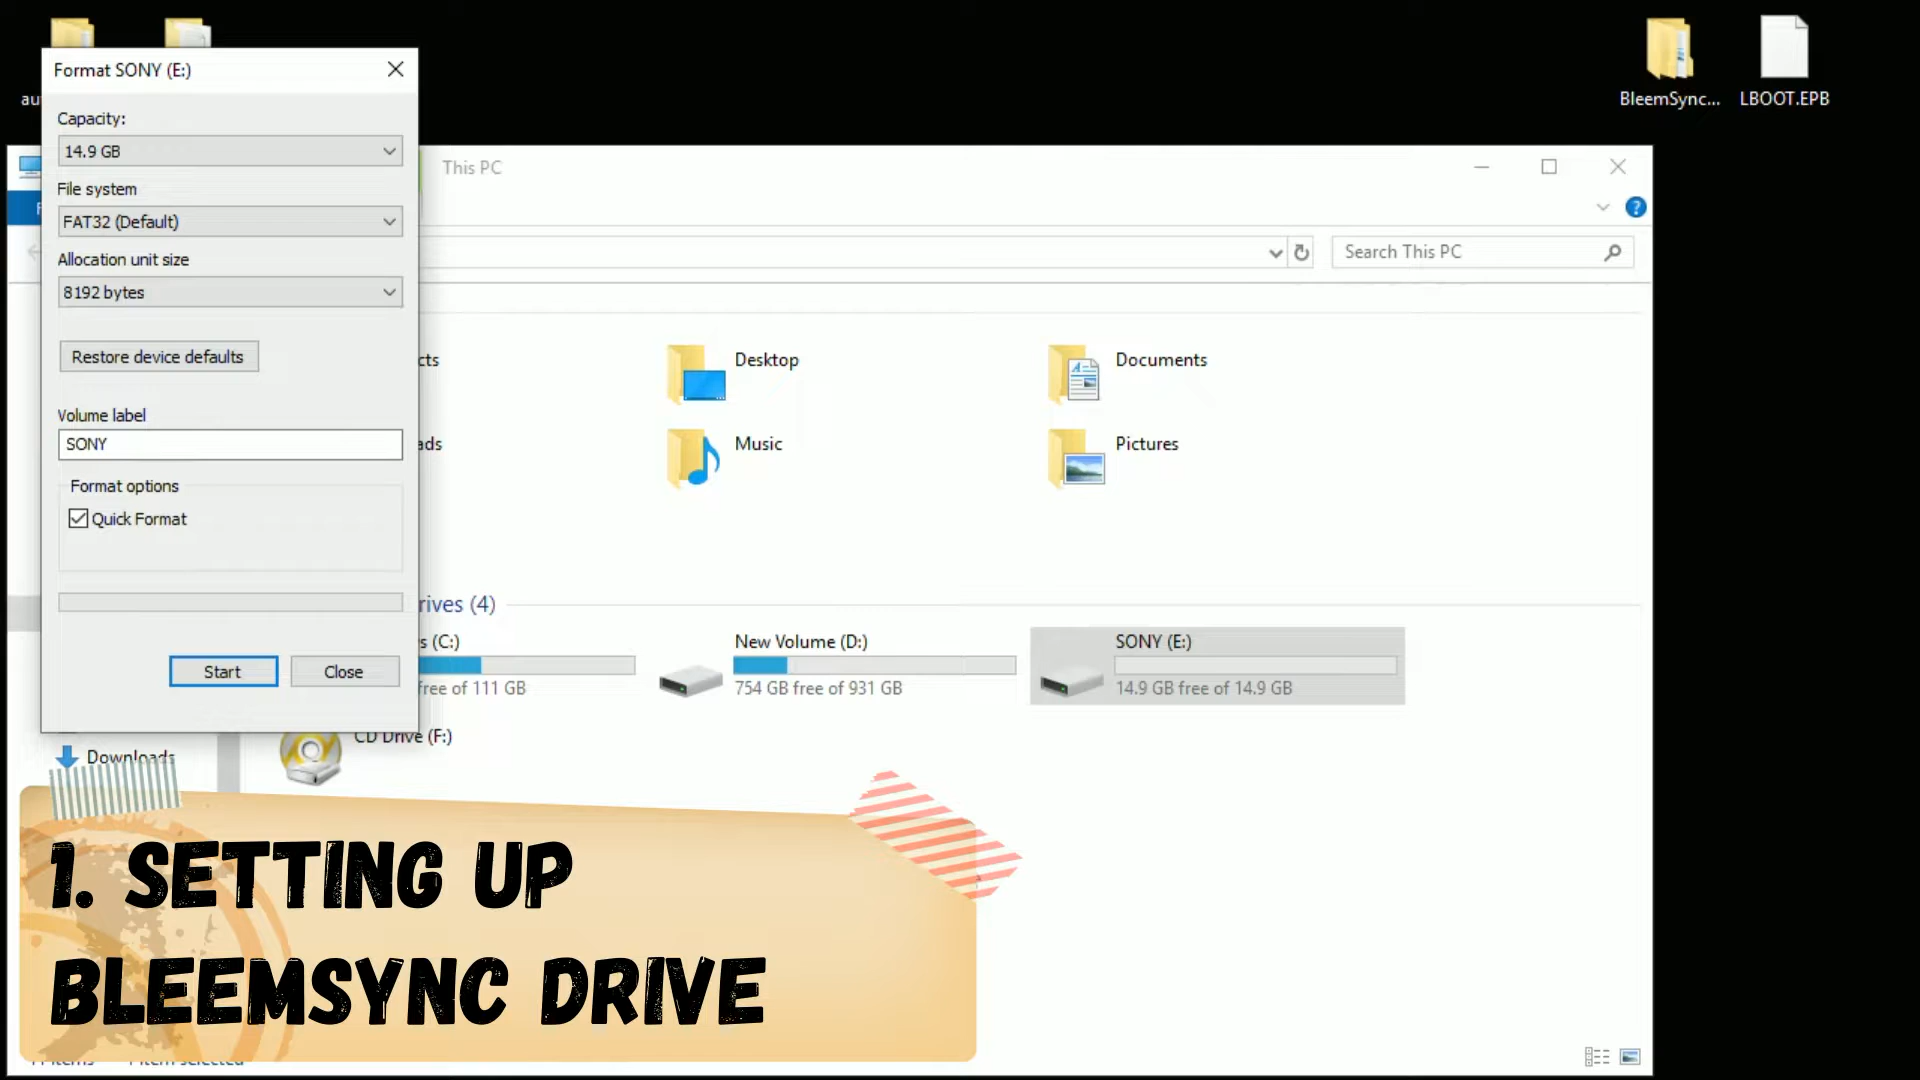 BleemSync...
LBOOT.EPB
Format SONY (E:)
Capacity:
14.9 GB
File system
FAT32 (Default)
Allocation unit size
8192 bytes
Restore device defaults
Volume label
SONY
Format options
Quick Format
Start
Close
This PC
Search This PC
Desktop
Documents
Music
Pictures
rives (4)
s (C:)
free of 111 GB
New Volume (D:)
754 GB free of 931 GB
SONY (E:)
14.9 GB free of 14.9 GB
CD Drive (F:)
Downloads
1. SETTING UP
BLEEMSYNC DRIVE